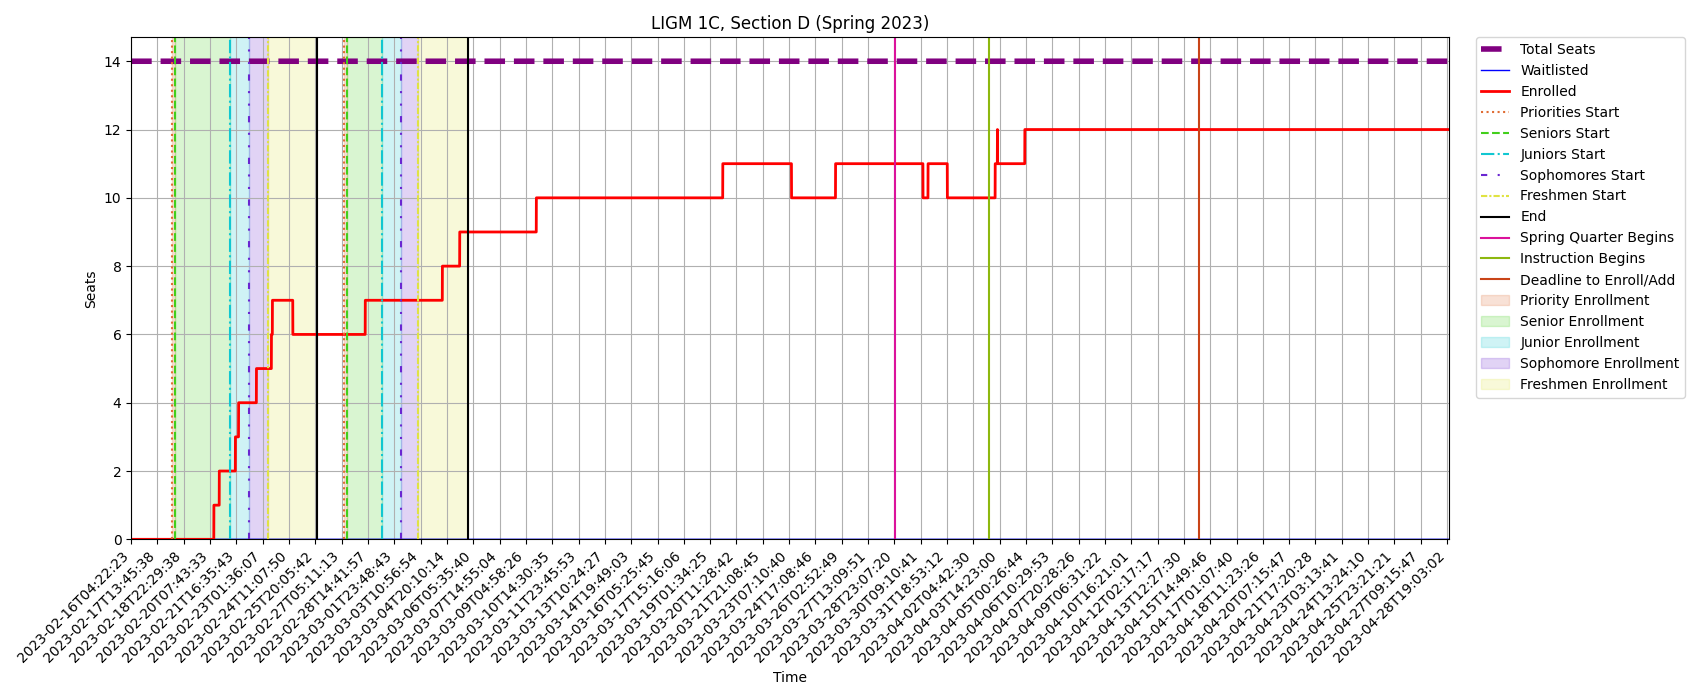 LIGM 1C, Section D (Spring 2023)
14
12
10
8
6
4
2
0
Seats
2023-02-16T04:22:23
2023-02-17T13:45:38
2023-02-18T22:29:38
2023-02-20T07:43:33
2023-02-21T16:35:43
2023-02-23T01:36:07
2023-02-24T11:07:50
2023-02-25T20:05:42
2023-02-27T05:11:13
2023-02-28T14:41:57
2023-03-01T23:48:43
2023-03-03T10:56:54
2023-03-04T20:10:14
2023-03-06T05:35:40
2023-03-07T14:55:04
2023-03-09T04:58:26
2023-03-10T14:30:35
2023-03-11T23:45:53
2023-03-13T10:24:27
2023-03-14T19:49:03
2023-03-16T05:25:45
2023-03-17T15:16:06
2023-03-19T01:34:25
2023-03-20T11:28:42
2023-03-21T21:08:45
2023-03-23T07:10:40
2023-03-24T17:08:46
2023-03-26T02:52:49
2023-03-27T13:09:51
2023-03-28T23:07:20
2023-03-30T09:10:41
2023-03-31T18:53:12
2023-04-02T04:42:30
2023-04-03T14:23:00
2023-04-05T00:26:44
2023-04-06T10:29:53
2023-04-07T20:28:26
2023-04-09T06:31:22
2023-04-10T16:21:01
2023-04-12T02:17:17
2023-04-13T12:27:30
2023-04-15T14:49:46
2023-04-17T01:07:40
2023-04-18T11:23:26
2023-04-20T07:15:47
2023-04-21T17:20:28
2023-04-23T03:13:41
2023-04-24T13:24:10
2023-04-25T23:21:21
2023-04-27T09:15:47
2023-04-28T19:03:02
Time
Total Seats
Waitlisted
Enrolled
Priorities Start
Seniors Start
Juniors Start
Sophomores Start
Freshmen Start
End
Spring Quarter Begins
Instruction Begins
Deadline to Enroll/Add
Priority Enrollment
Senior Enrollment
Junior Enrollment
Sophomore Enrollment
Freshmen Enrollment